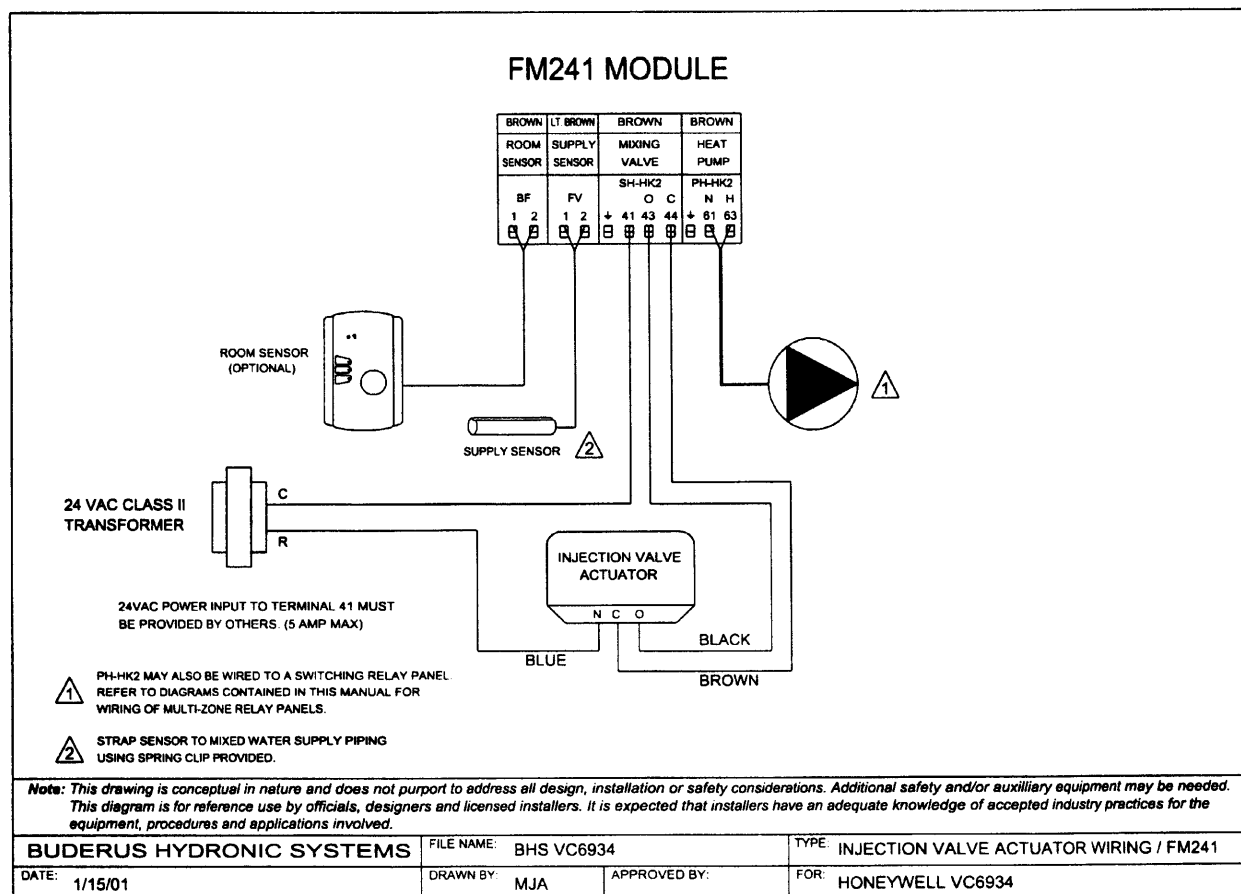 FM241 MODULE
BROWN LT. BROWN BROWN BROWN
ROOM SENSOR SUPPLY SENSOR MIXING VALVE HEAT PUMP
SH-HK2 PH-HK2
BF FV O C N H
1 2 1 2 41 43 44 61 63
ROOM SENSOR
(OPTIONAL)
1
SUPPLY SENSOR 2
24 VAC CLASS II
TRANSFORMER
C
R
INJECTION VALVE
ACTUATOR
N C O
24VAC POWER INPUT TO TERMINAL 41 MUST
BE PROVIDED BY OTHERS. (5 AMP MAX)
BLACK
BLUE
BROWN
1 PH-HK2 MAY ALSO BE WIRED TO A SWITCHING RELAY PANEL.
REFER TO DIAGRAMS CONTAINED IN THIS MANUAL FOR
WIRING OF MULTI-ZONE RELAY PANELS.
2 STRAP SENSOR TO MIXED WATER SUPPLY PIPING
USING SPRING CLIP PROVIDED.
Note: This drawing is conceptual in nature and does not purport to address all design, installation or safety considerations. Additional safety and/or auxilliary equipment may be needed.
This diagram is for reference use by officials, designers and licensed installers. It is expected that installers have an adequate knowledge of accepted industry practices for the
equipment, procedures and applications involved.
BUDERUS HYDRONIC SYSTEMS FILE NAME: BHS VC6934 TYPE: INJECTION VALVE ACTUATOR WIRING / FM241
DATE: 1/15/01 DRAWN BY: MJA APPROVED BY: FOR: HONEYWELL VC6934